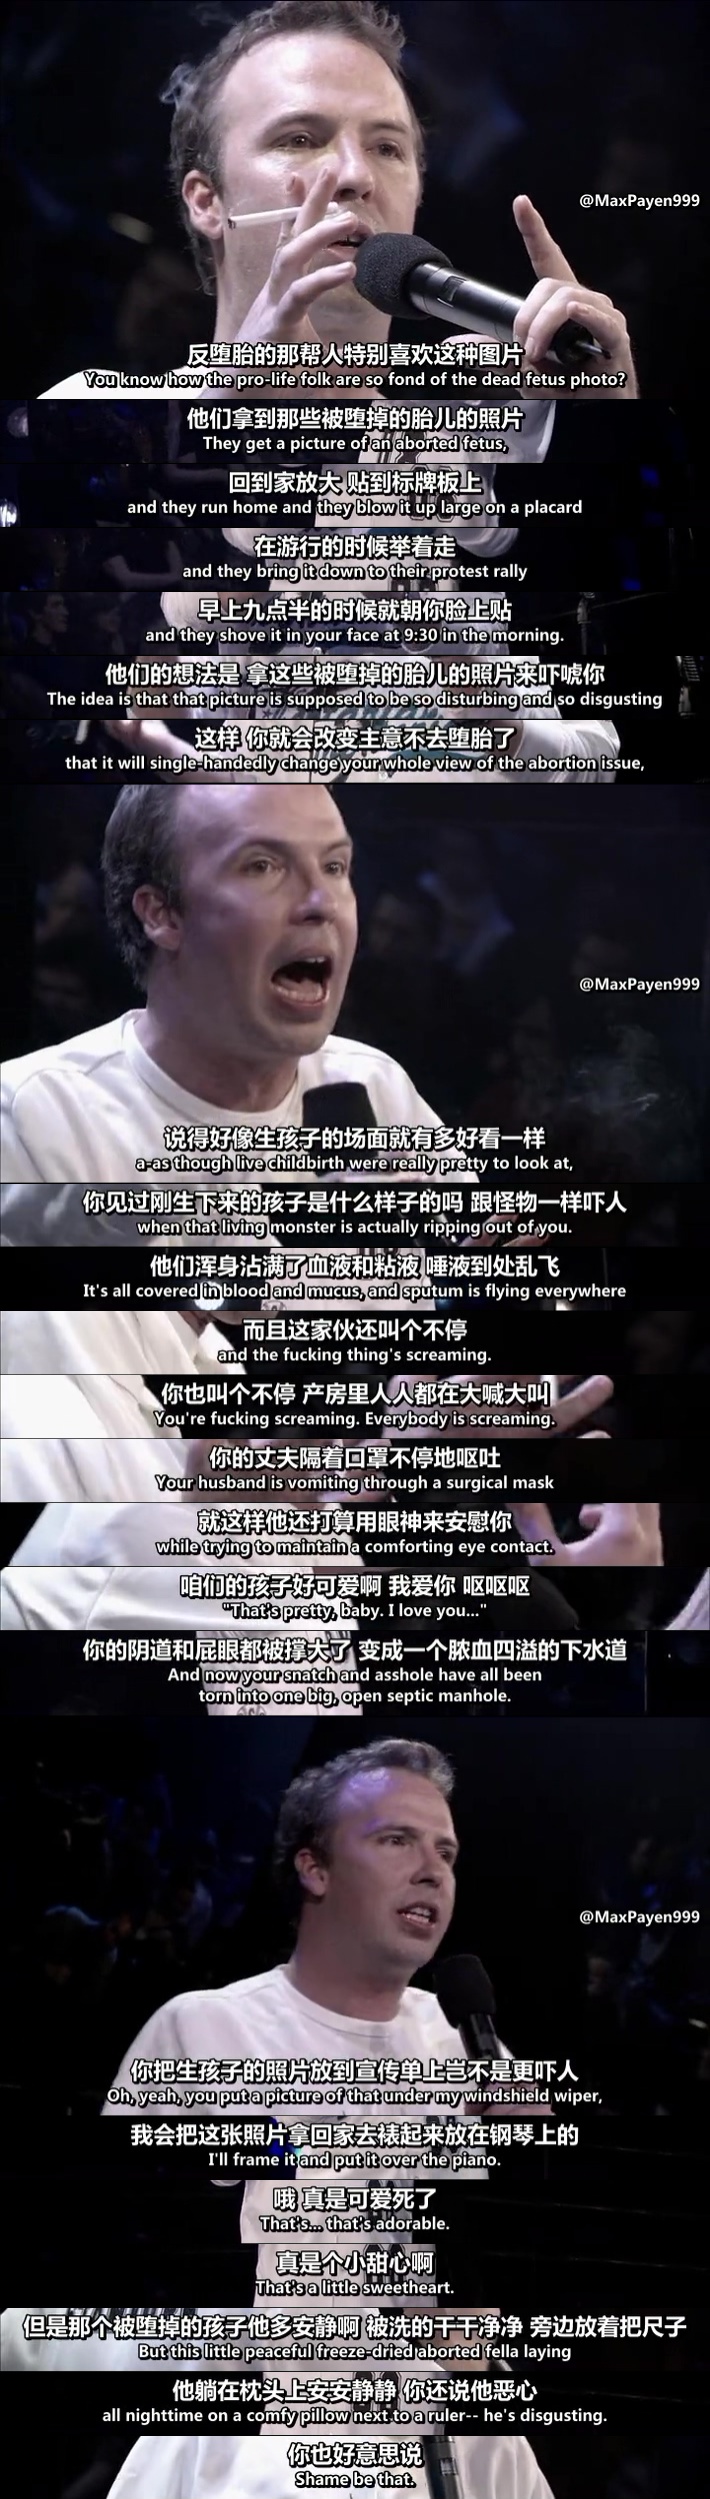 @MaxPayen999
反堕胎的那帮人特别喜欢这种图片
You know how the pro-life folk are so fond of the dead fetus photo?
他们拿到那些被堕掉的胎儿的照片
They get a picture of an aborted fetus,
回到家放大 贴到标牌板上
and they run home and they blow it up large on a placard
在游行的时候举着走
and they bring it down to their protest rally
早上九点半的时候就朝你脸上贴
and they shove it in your face at 9:30 in the morning.
他们的想法是 拿这些被堕掉的胎儿的照片来吓唬你
The idea is that that picture is supposed to be so disturbing and so disgusting
这样 你就会改变主意不去堕胎了
that it will single-handedly change your whole view of the abortion issue,
@MaxPayen999
说得好像生孩子的场面就有多好看一样
a-as though live childbirth were really pretty to look at,
你见过刚生下来的孩子是什么样子的吗 跟怪物一样吓人
when that living monster is actually ripping out of you.
他们浑身沾满了血液和粘液 唾液到处乱飞
It's all covered in blood and mucus, and sputum is flying everywhere
而且这家伙还叫个不停
and the fucking thing's screaming.
你也叫个不停 产房里人人都在大喊大叫
You're fucking screaming. Everybody is screaming.
你的丈夫隔着口罩不停地呕吐
Your husband is vomiting through a surgical mask
就这样他还打算用眼神来安慰你
while trying to maintain a comforting eye contact.
咱们的孩子好可爱啊 我爱你 呕呕呕
"That's pretty, baby. I love you..."
你的阴道和屁眼都被撑大了 变成一个脓血四溢的下水道
And now your snatch and asshole have all been
torn into one big, open septic manhole.
@MaxPayen999
你把生孩子的照片放到宣传单上岂不是更吓人
Oh, yeah, you put a picture of that under my windshield wiper,
我会把这张照片拿回家去裱起来放在钢琴上的
I'll frame it and put it over the piano.
哦 真是可爱死了
That's... that's adorable.
真是个小甜心啊
That's a little sweetheart.
但是那个被堕掉的孩子他多安静啊 被洗的干干净净 旁边放着把尺子
But this little peaceful freeze-dried aborted fella laying
他躺在枕头上安安静静 你还说他恶心
all nighttime on a comfy pillow next to a ruler-- he's disgusting.
你也好意思说
Shame be that.